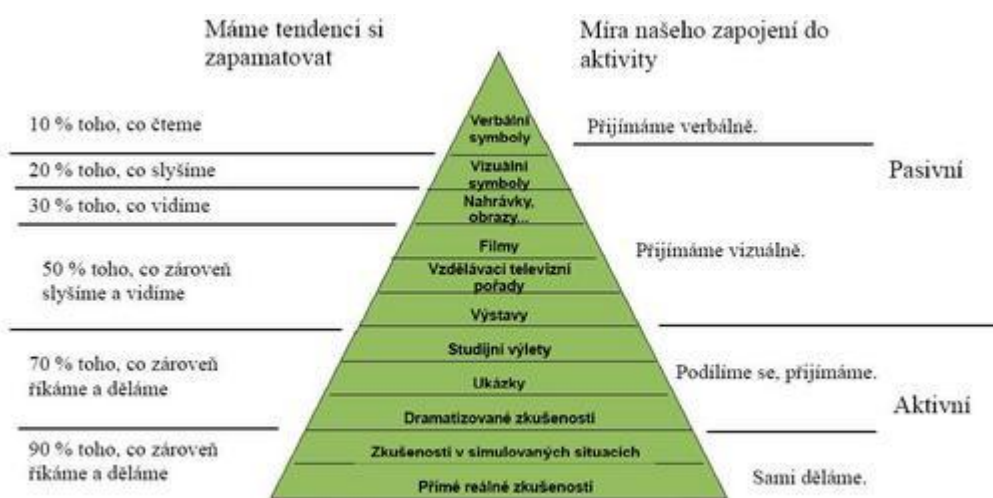 Máme tendenci si
zapamatovat
Míra našeho zapojení do
aktivity
10 % toho, co čteme
Verbální
symboly
Přijímáme verbálně.
20 % toho, co slyšíme
Vizuální
symboly
Pasivní
30 % toho, co vidíme
Nahrávky,
obrazy...
50 % toho, co zároveň
slyšíme a vidíme
Filmy
Vzdělávací televizní
pořady
Výstavy
Přijímáme vizuálně.
70 % toho, co zároveň
říkáme a děláme
Studijní výlety
Ukázky
Dramatizované zkušenosti
Podílíme se, přijímáme.
Aktivní
90 % toho, co zároveň
říkáme a děláme
Zkušenosti v simulovaných situacích
Přímé reálné zkušenosti
Sami děláme.